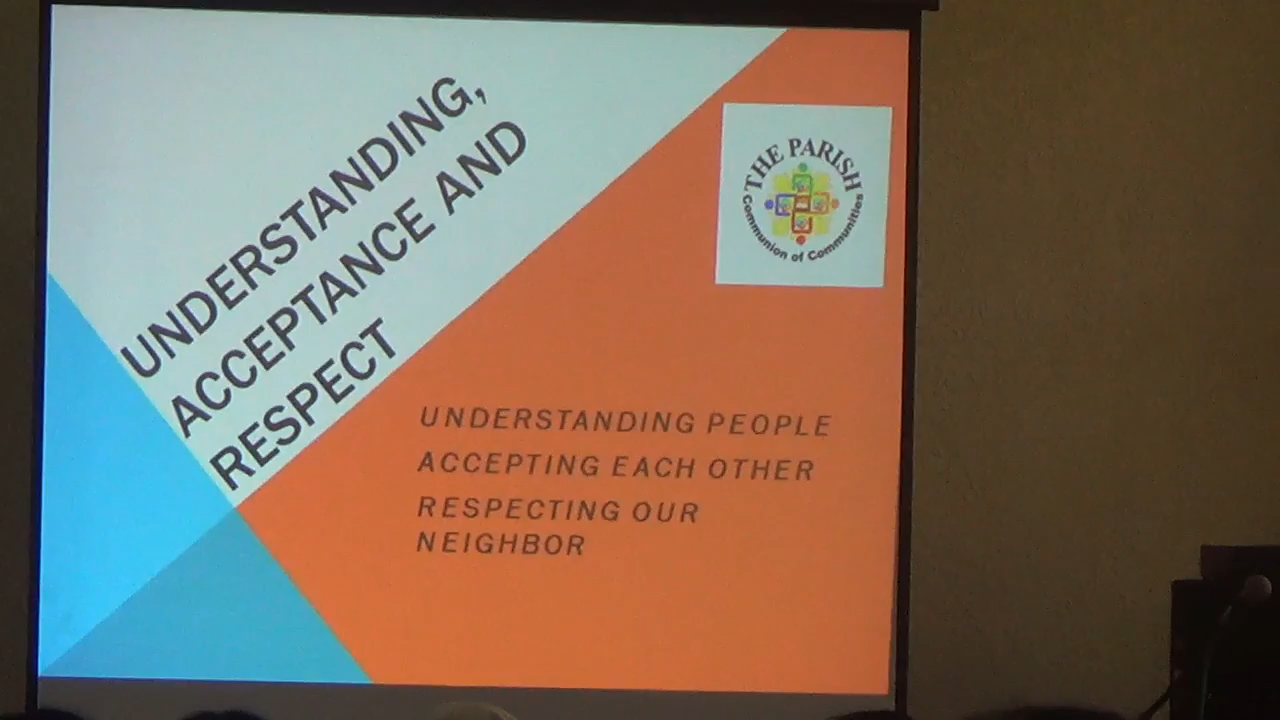 UNDERSTANDING,
ACCEPTANCE AND
RESPECT
THE PARISH
Communion of Communities
UNDERSTANDING PEOPLE
ACCEPTING EACH OTHER
RESPECTING OUR
NEIGHBOR